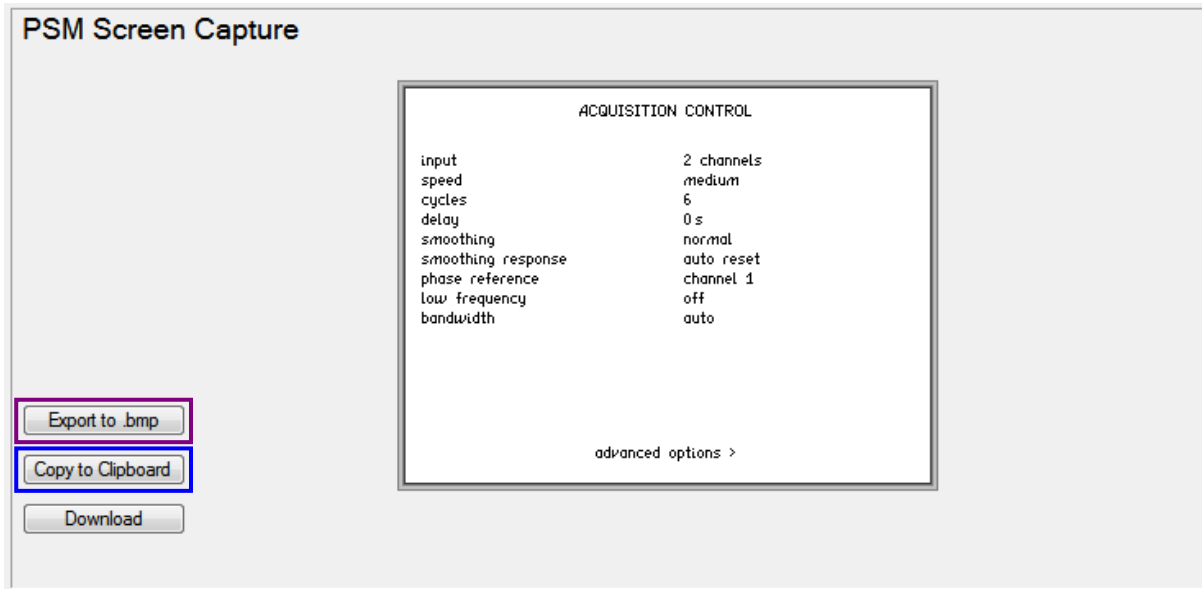 PSM Screen Capture
ACQUISITION CONTROL
input 2 channels
speed medium
cycles 6
delay 0s
smoothing normal
smoothing response auto reset
phase reference channel 1
low frequency off
bandwidth auto
advanced options >
Export to .bmp
Copy to Clipboard
Download